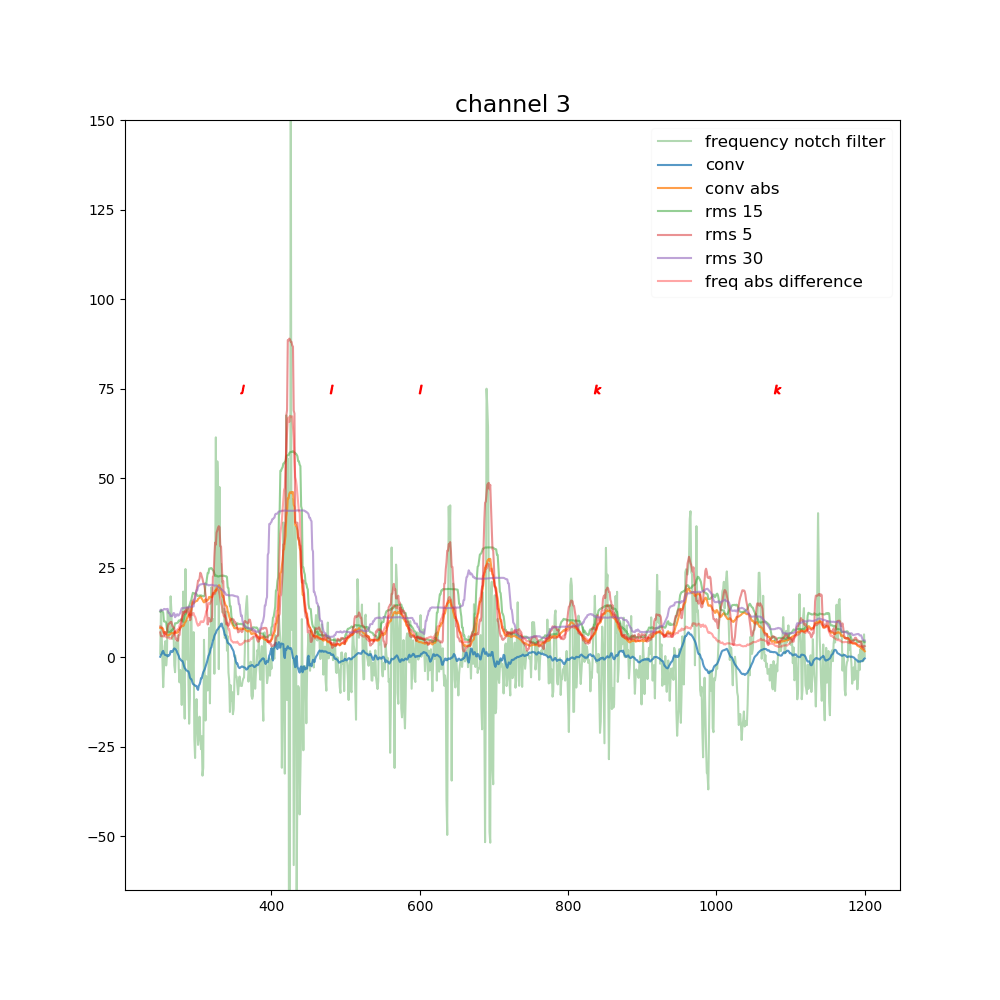 channel 3
150
frequency notch filter
conv
125
conv abs
rms 15
rms 5
rms 30
100
freq abs difference
75
J l l k k
50
25
0
−25
−50
400 600 800 1000 1200